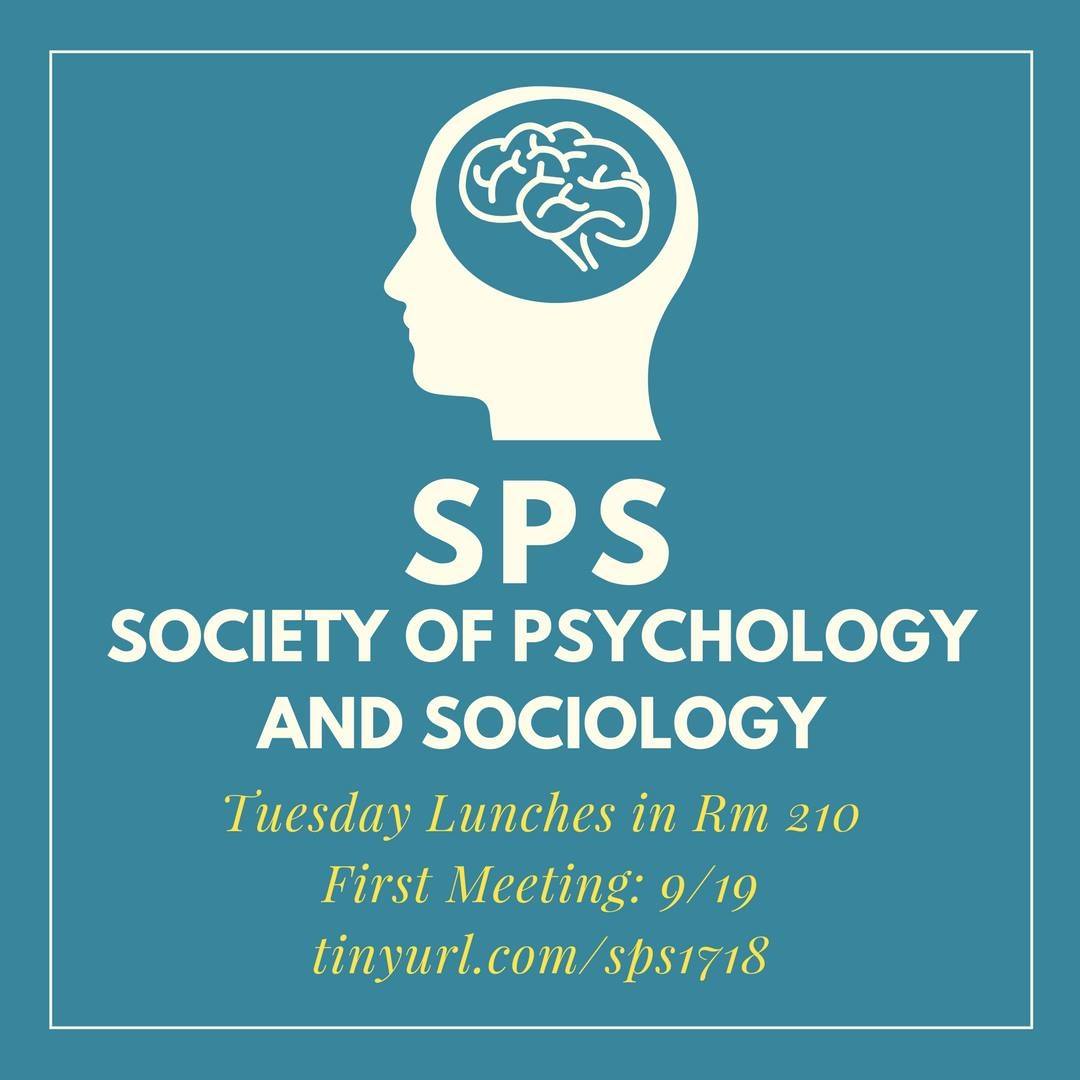 SPS
SOCIETY OF PSYCHOLOGY
AND SOCIOLOGY
Tuesday Lunches in Rm 210
First Meeting: 9/19
tinyurl.com/sps1718